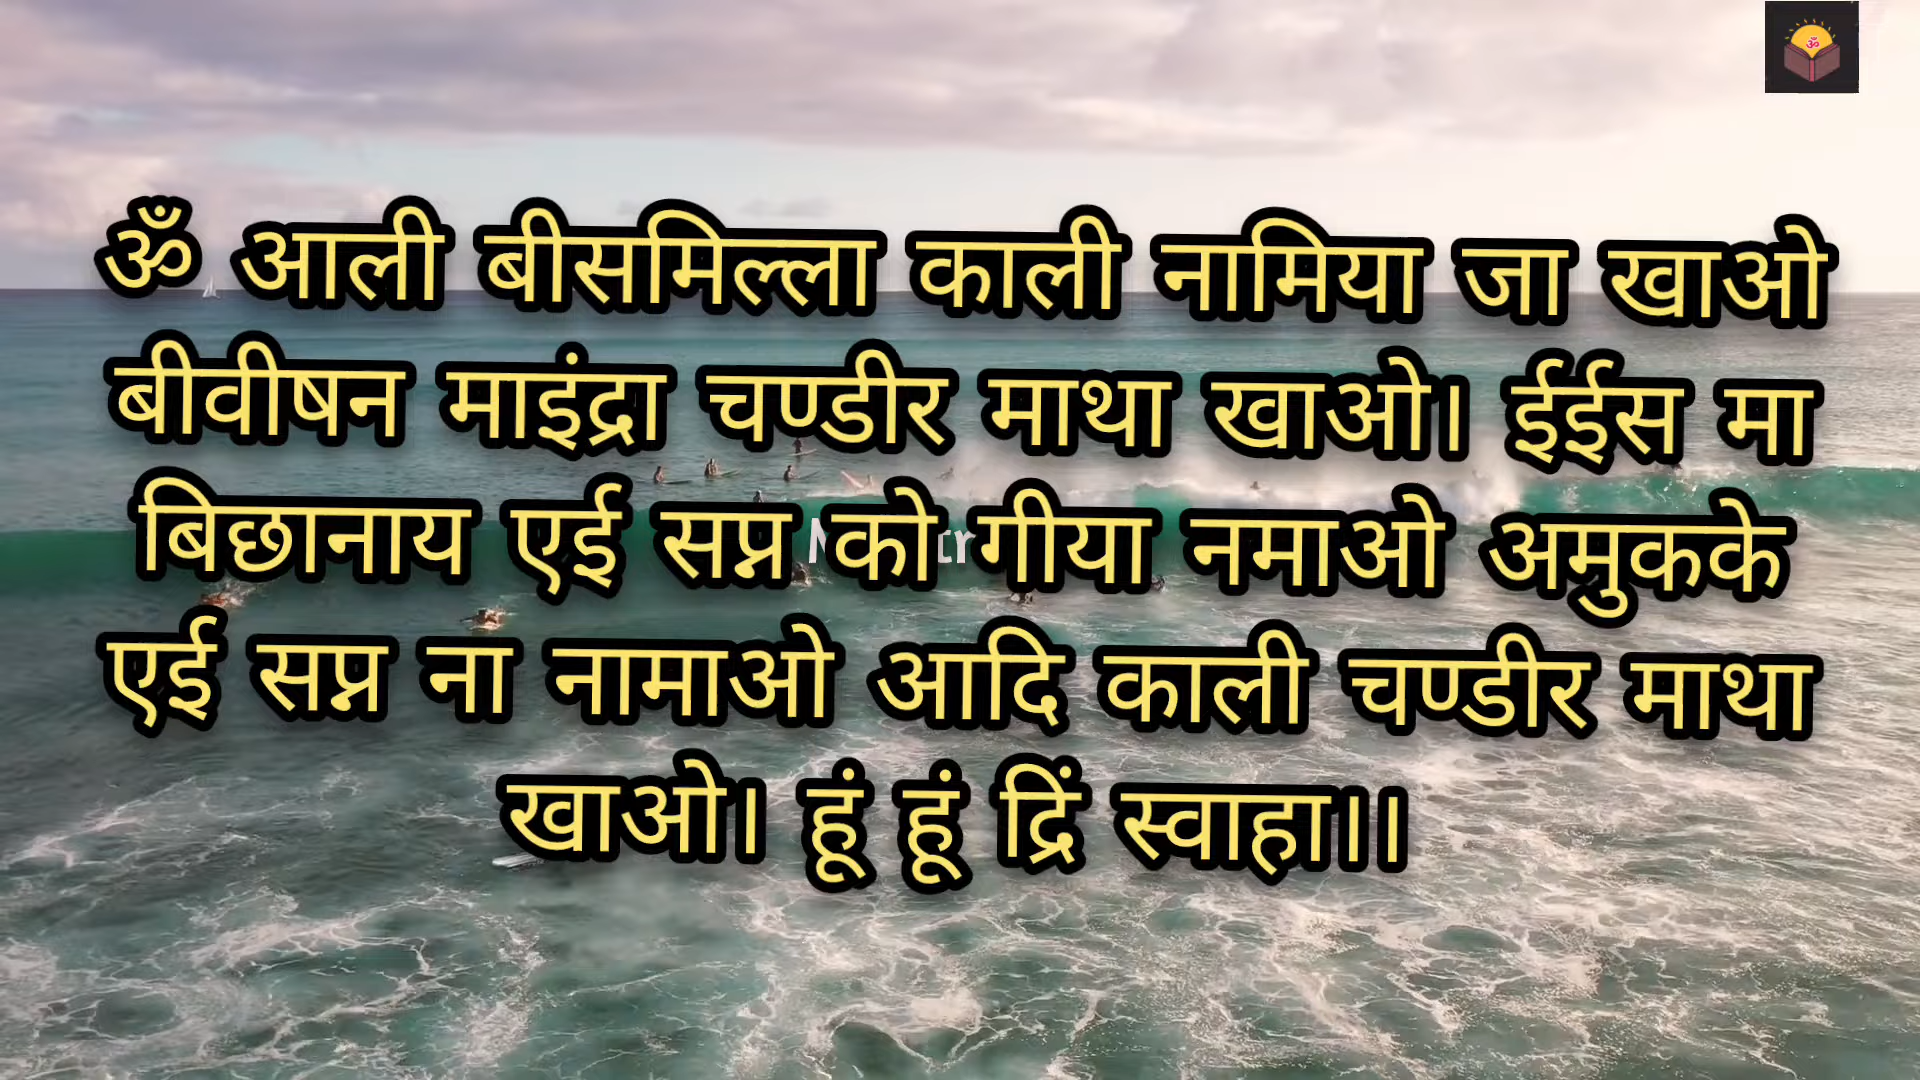 ॐ आली बीसमिल्ला काली नामिया जा खाओ
बीवीषन माइंद्रा चण्डीर माथा खाओ। ईईस मा
बिछानाय एई सप्न को गीया नमाओ अमुकके
एई सप्न ना नामाओ आदि काली चण्डीर माथा
खाओ। हूं हूं द्रिं स्वाहा।।